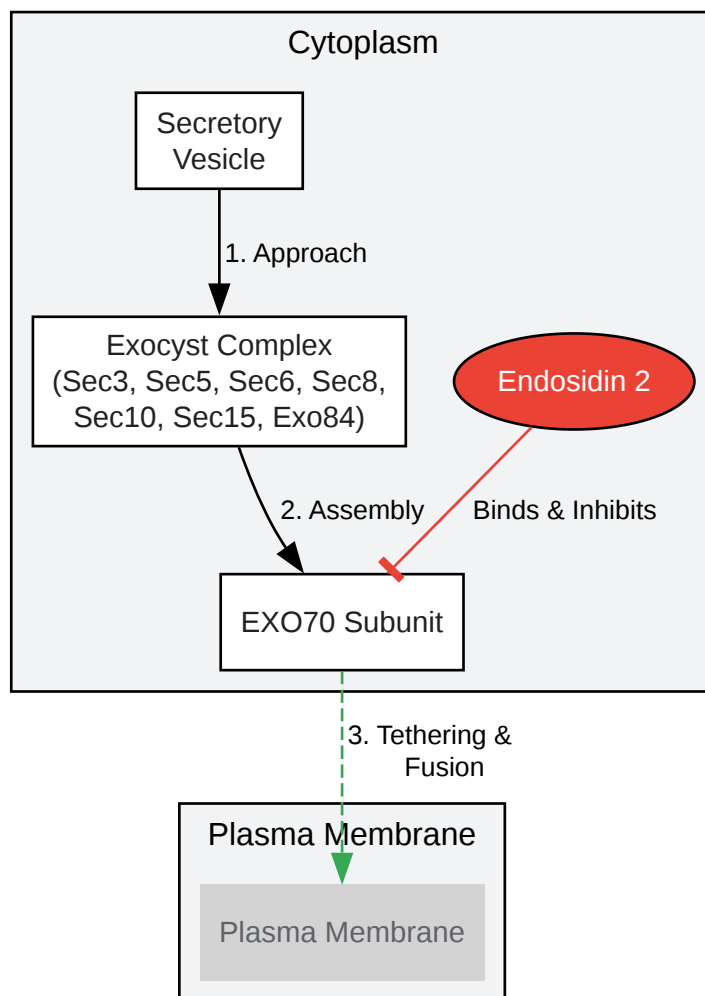 Cytoplasm
Secretory
Vesicle
1. Approach
Exocyst Complex
(Sec3, Sec5, Sec6, Sec8,
Sec10, Sec15, Exo84)
Endosidin 2
2. Assembly
Binds & Inhibits
EXO70 Subunit
3. Tethering &
Fusion
Plasma Membrane
Plasma Membrane